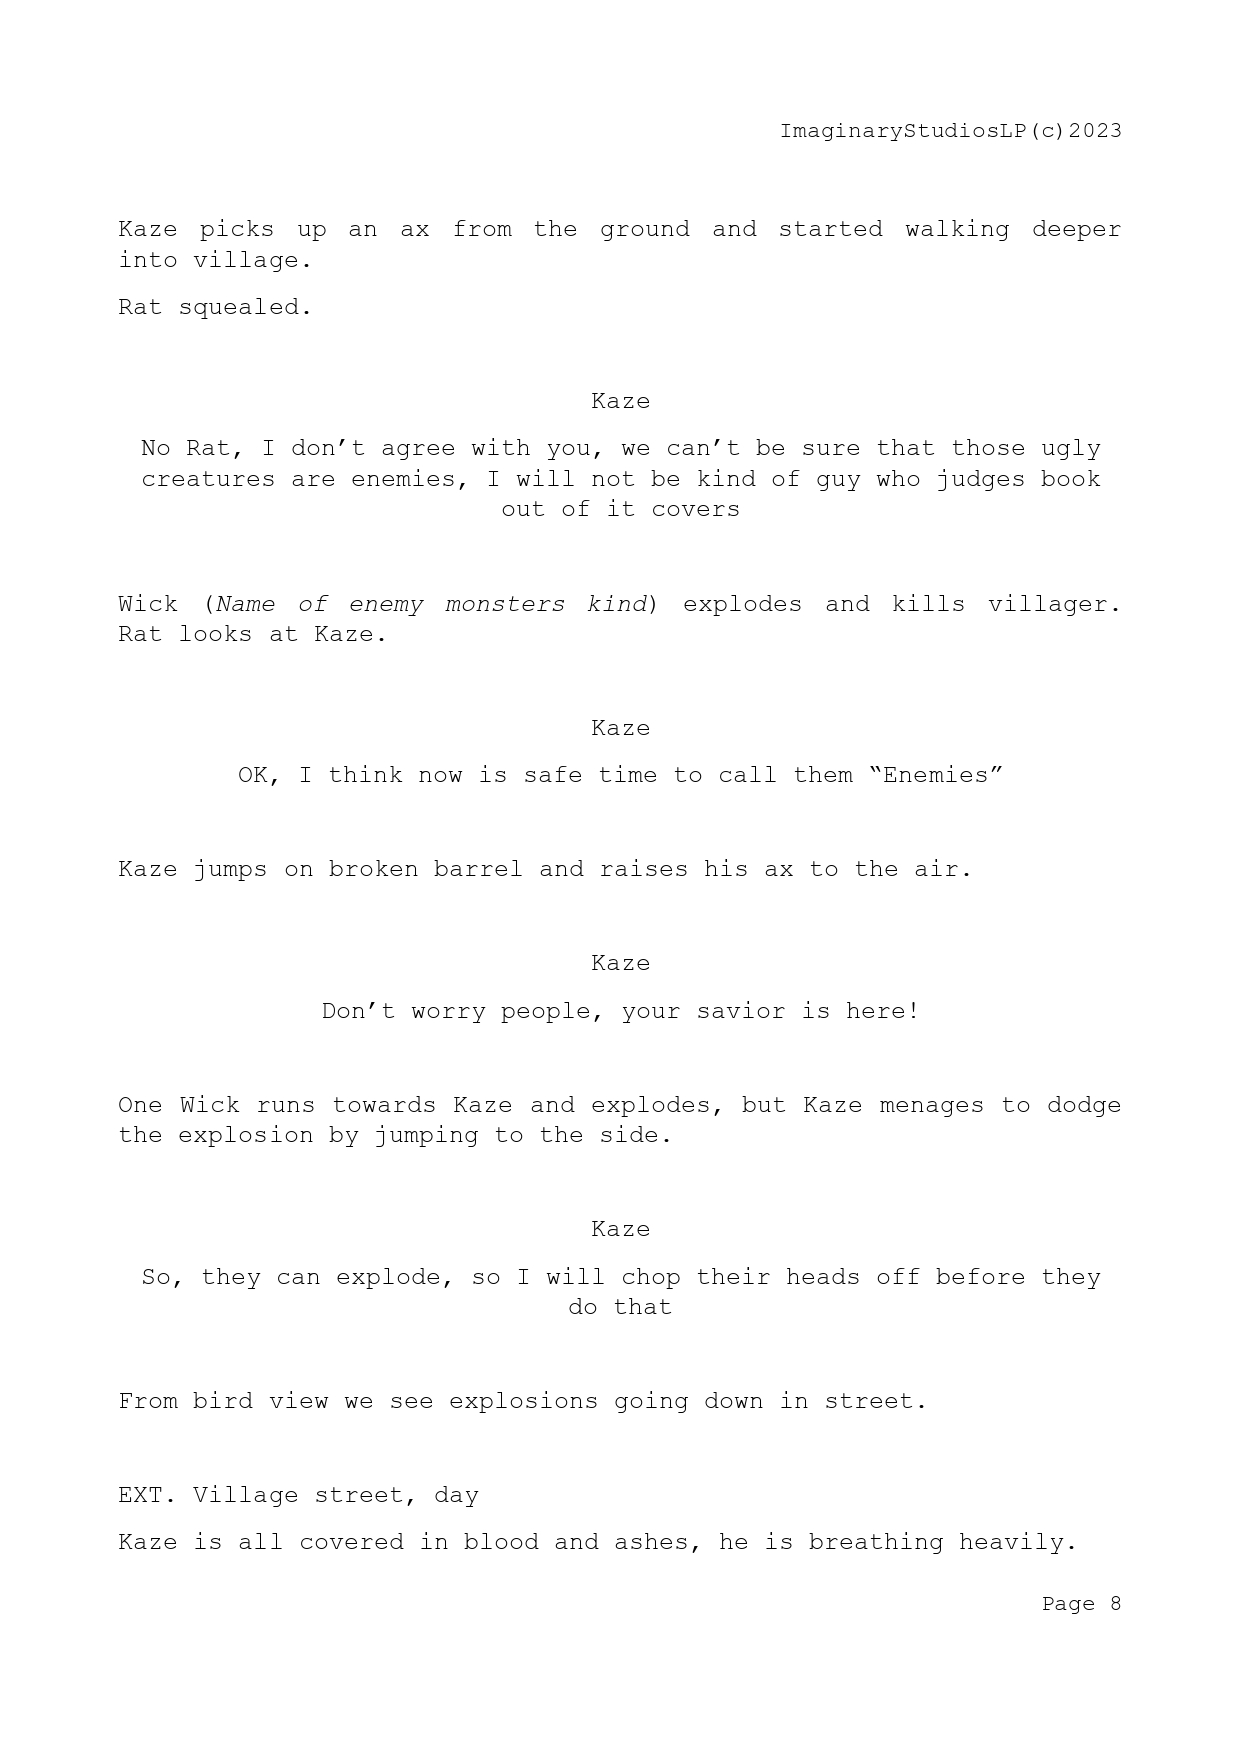 ImaginaryStudiosLP(c)2023
Kaze picks up an ax from the ground and started walking deeper
into village.
Rat squealed.
Kaze
No Rat, I don’t agree with you, we can’t be sure that those ugly
creatures are enemies, I will not be kind of guy who judges book
out of it covers
Wick (Name of enemy monsters kind) explodes and kills villager.
Rat looks at Kaze.
Kaze
OK, I think now is safe time to call them “Enemies”
Kaze jumps on broken barrel and raises his ax to the air.
Kaze
Don’t worry people, your savior is here!
One Wick runs towards Kaze and explodes, but Kaze menages to dodge
the explosion by jumping to the side.
Kaze
So, they can explode, so I will chop their heads off before they
do that
From bird view we see explosions going down in street.
EXT. Village street, day
Kaze is all covered in blood and ashes, he is breathing heavily.
Page 8